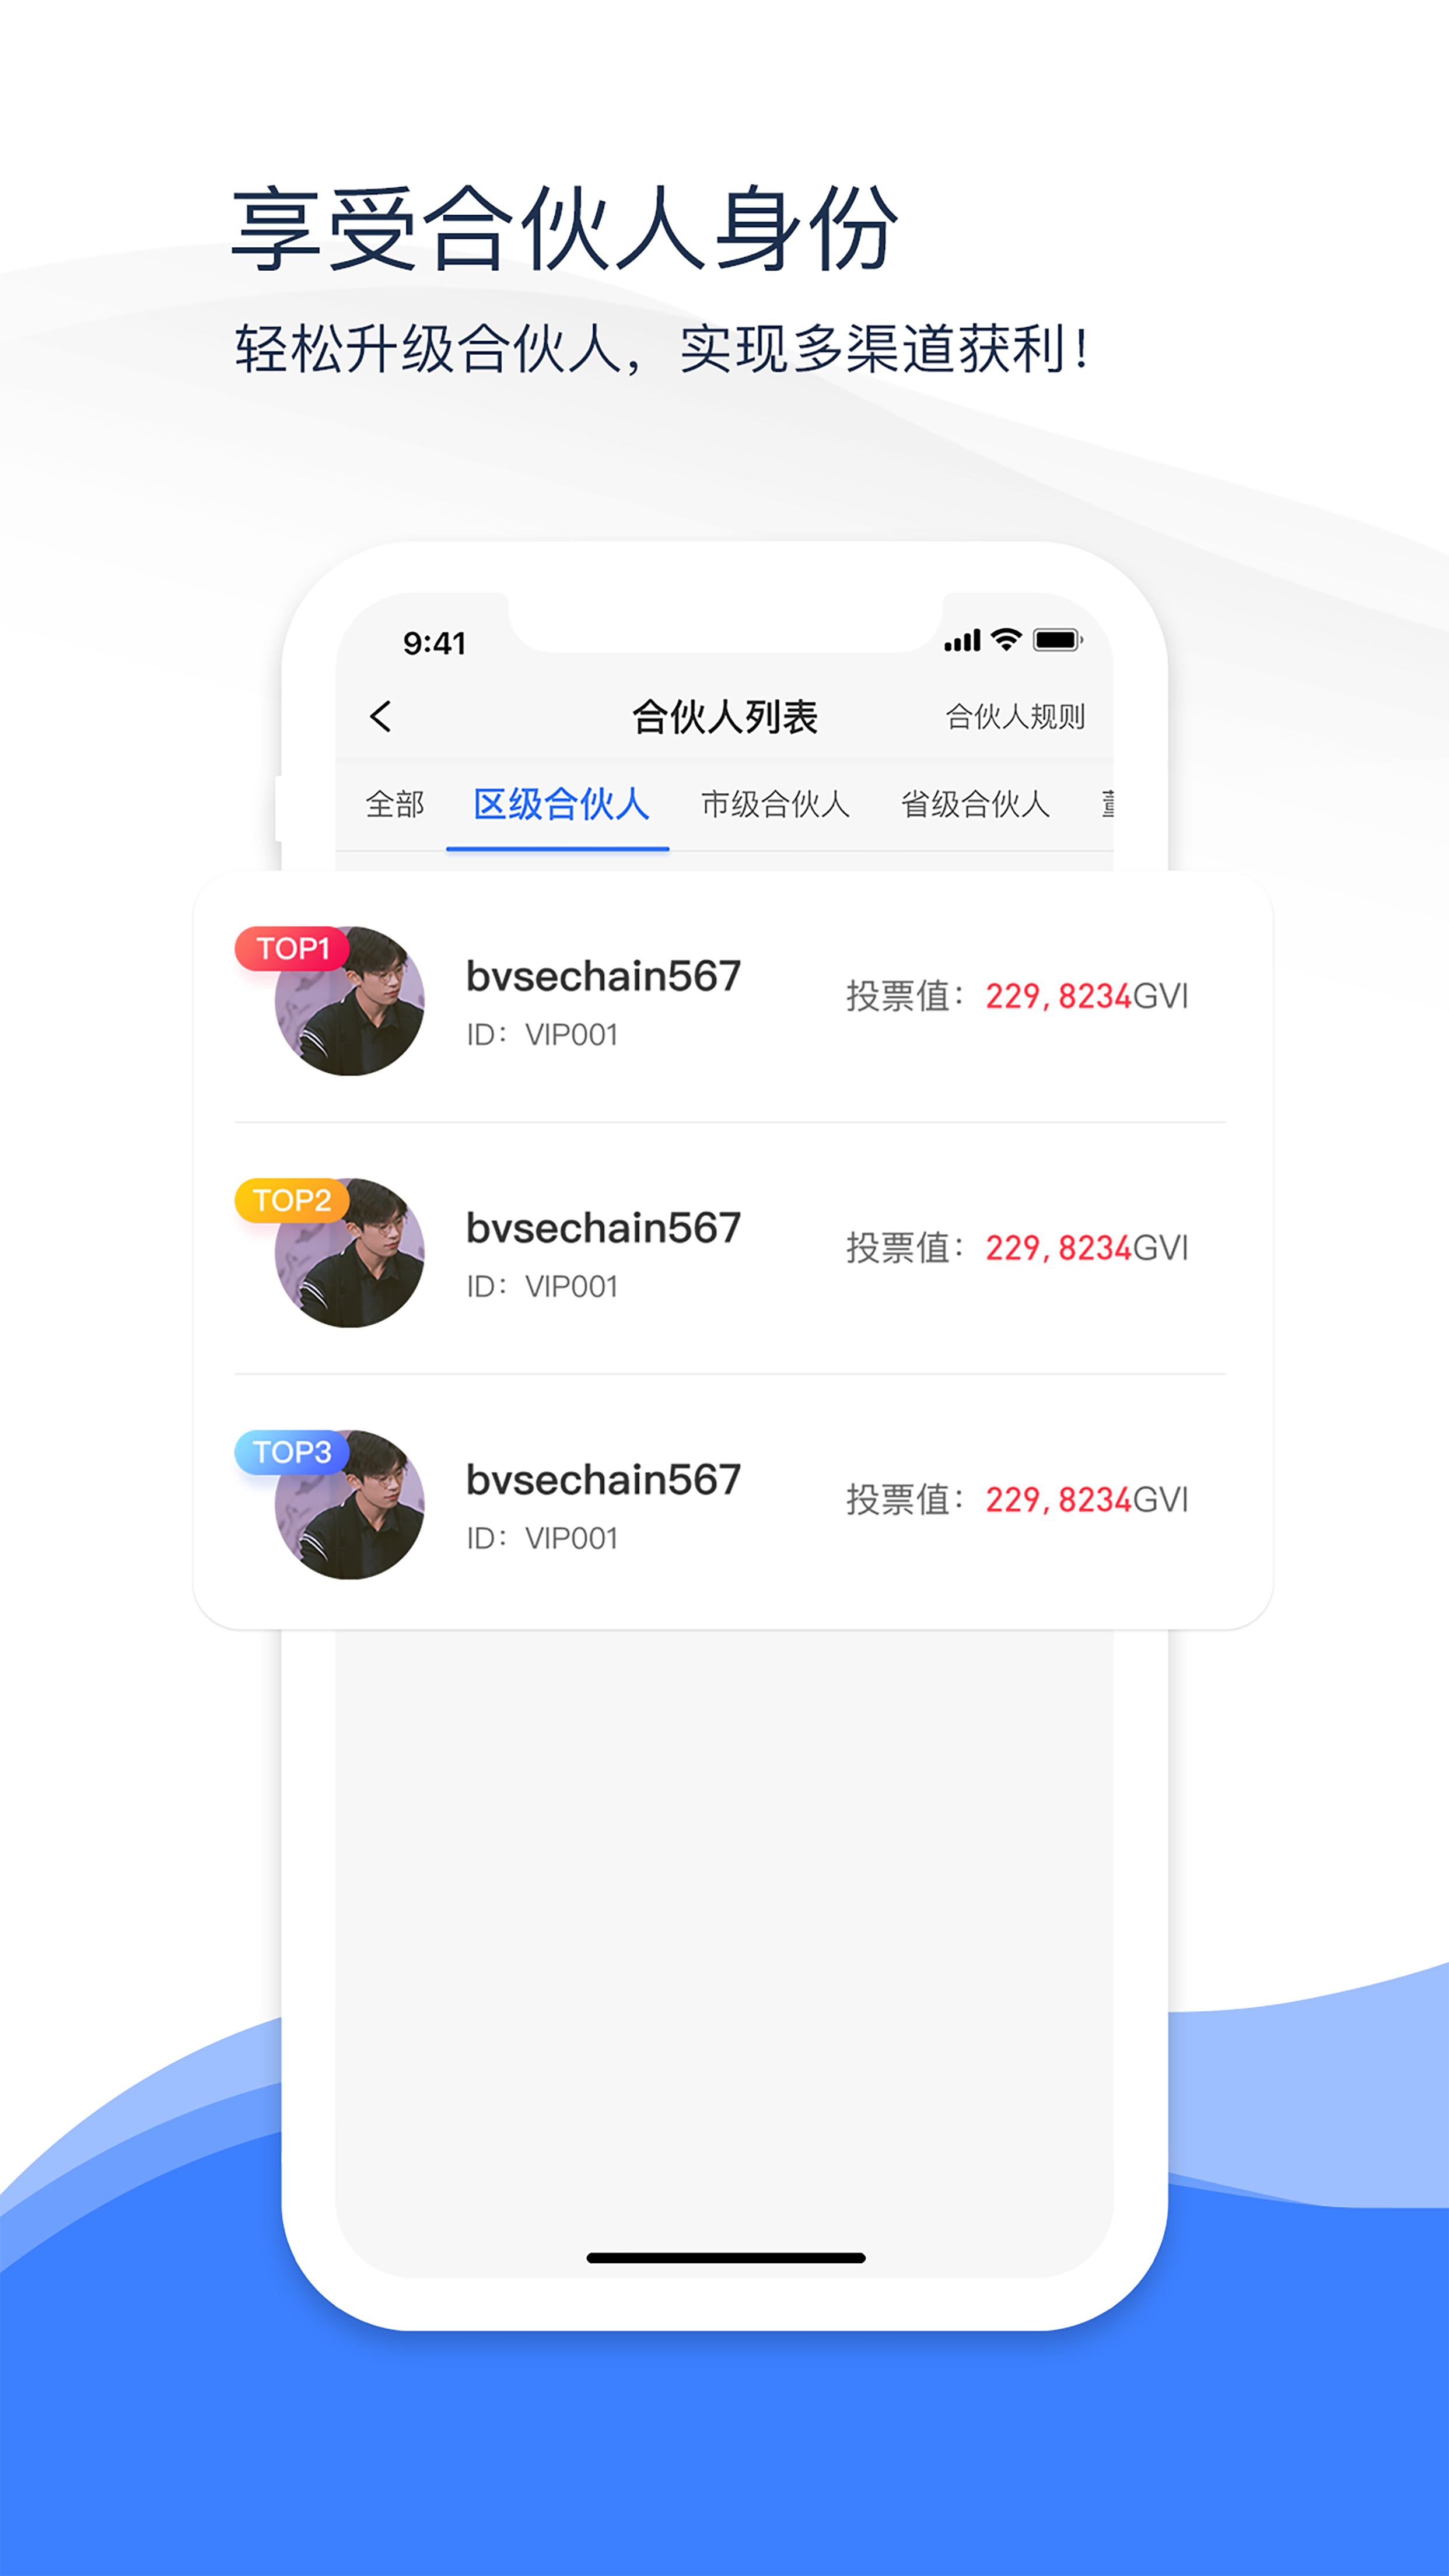 享受合伙人身份
轻松升级合伙人，实现多渠道获利！
9:41
合伙人列表
合伙人规则
全部 区级合伙人 市级合伙人 省级合伙人
TOP1
bvsechain567
ID：VIP001
投票值：229,8234GVI
TOP2
bvsechain567
ID：VIP001
投票值：229,8234GVI
TOP3
bvsechain567
ID：VIP001
投票值：229,8234GVI